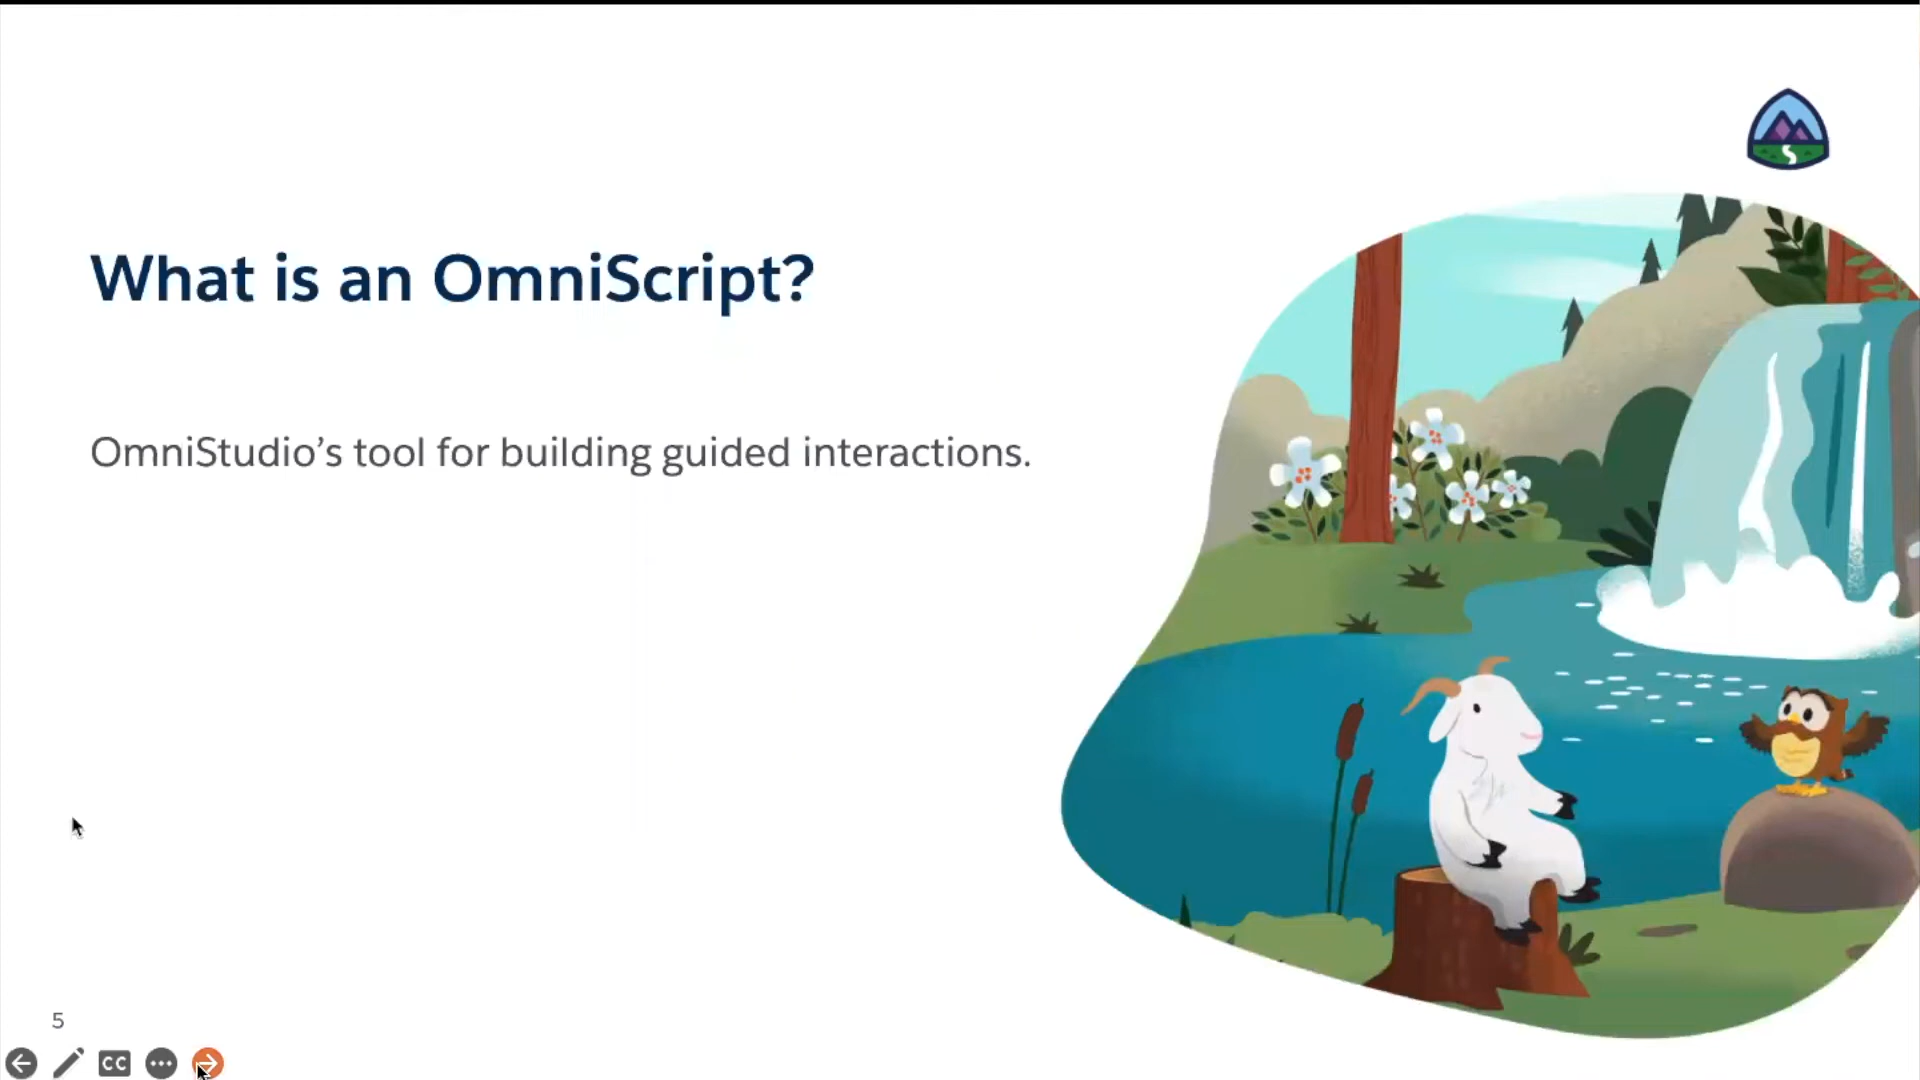 What is an OmniScript?
OmniStudio’s tool for building guided interactions.
5
CC